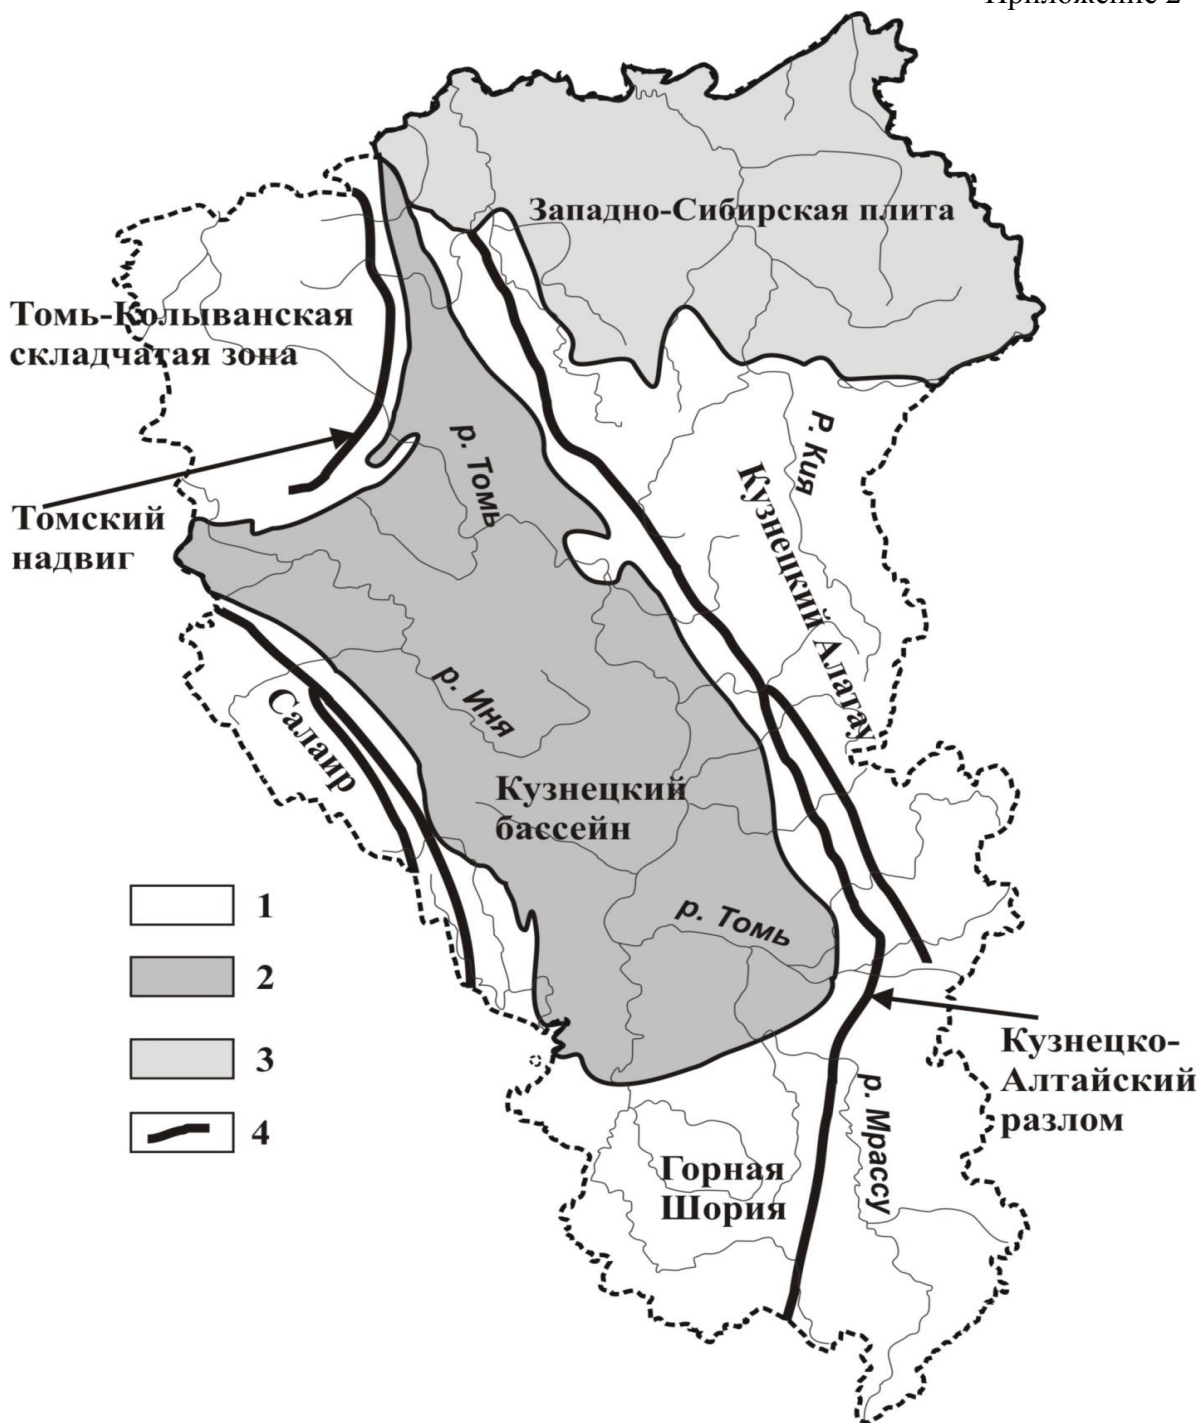 Приложение 2
Западно-Сибирская плита
Томь-Колыванская
складчатая зона
р. Томь
Р. Кия
Кузнецкий Алатау
Томский
надвиг
р. Иня
Салаир
Кузнецкий
бассейн
1
р. Томь
2
3
Кузнецко-
Алтайский
разлом
4
р. Мрассу
Горная
Шория